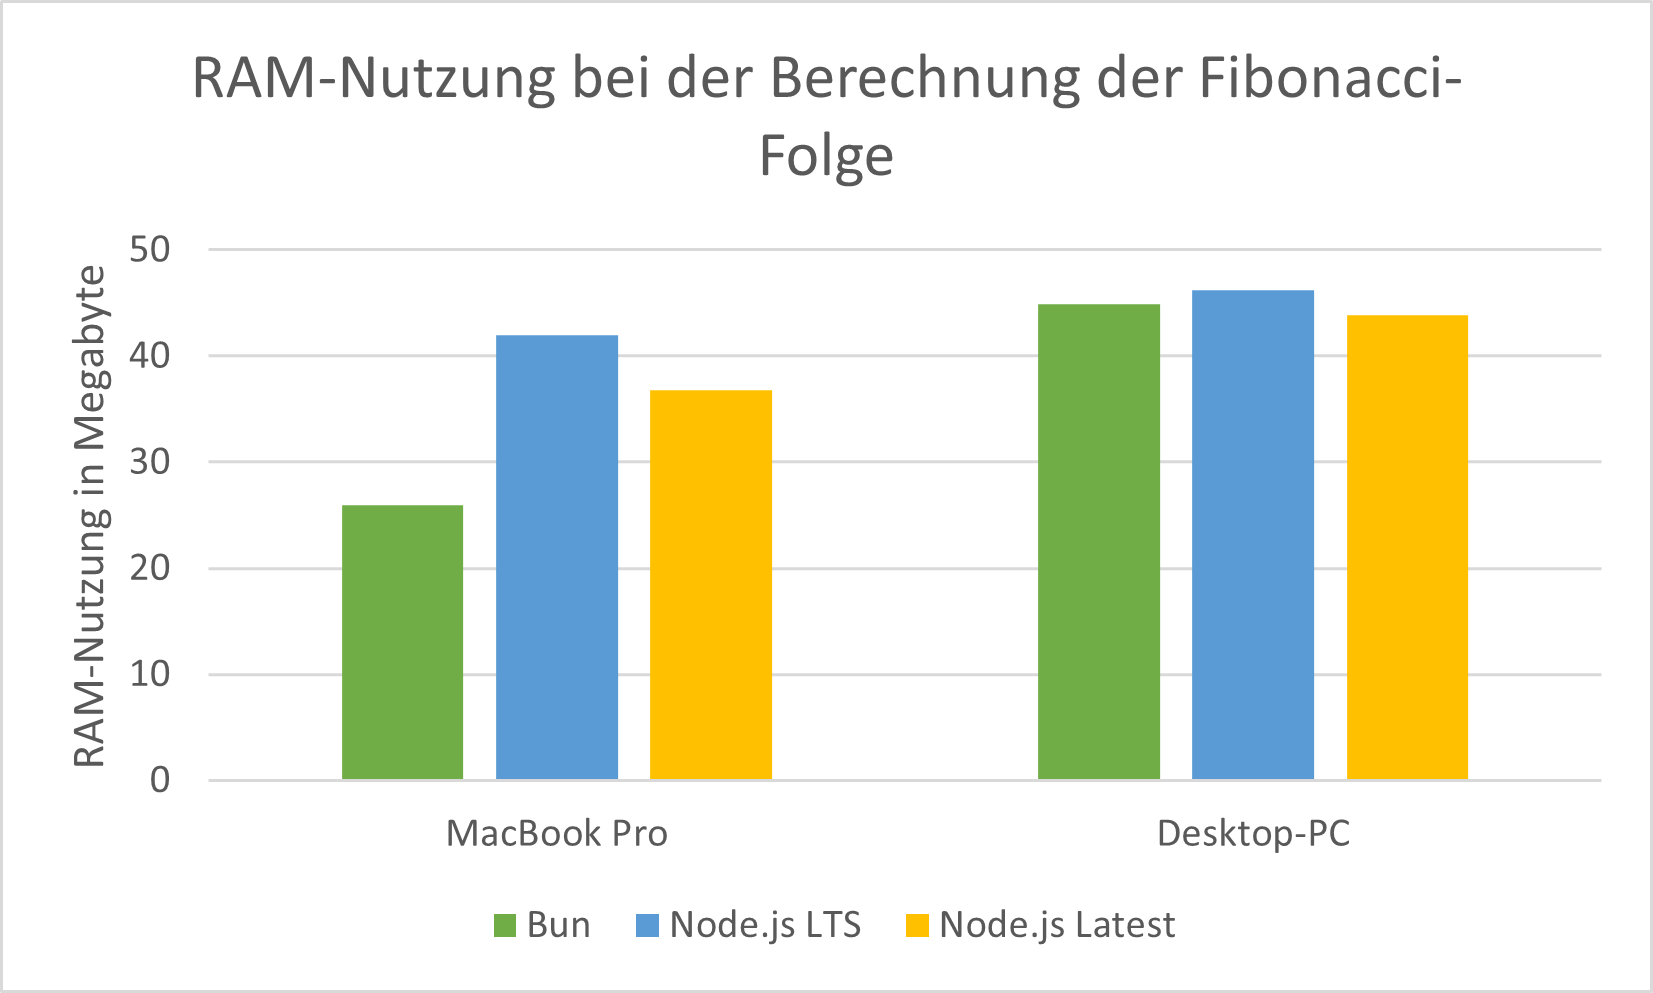 RAM-Nutzung bei der Berechnung der Fibonacci-
Folge
RAM-Nutzung in Megabyte
50
40
30
20
10
0
MacBook Pro
Desktop-PC
Bun
Node.js LTS
Node.js Latest